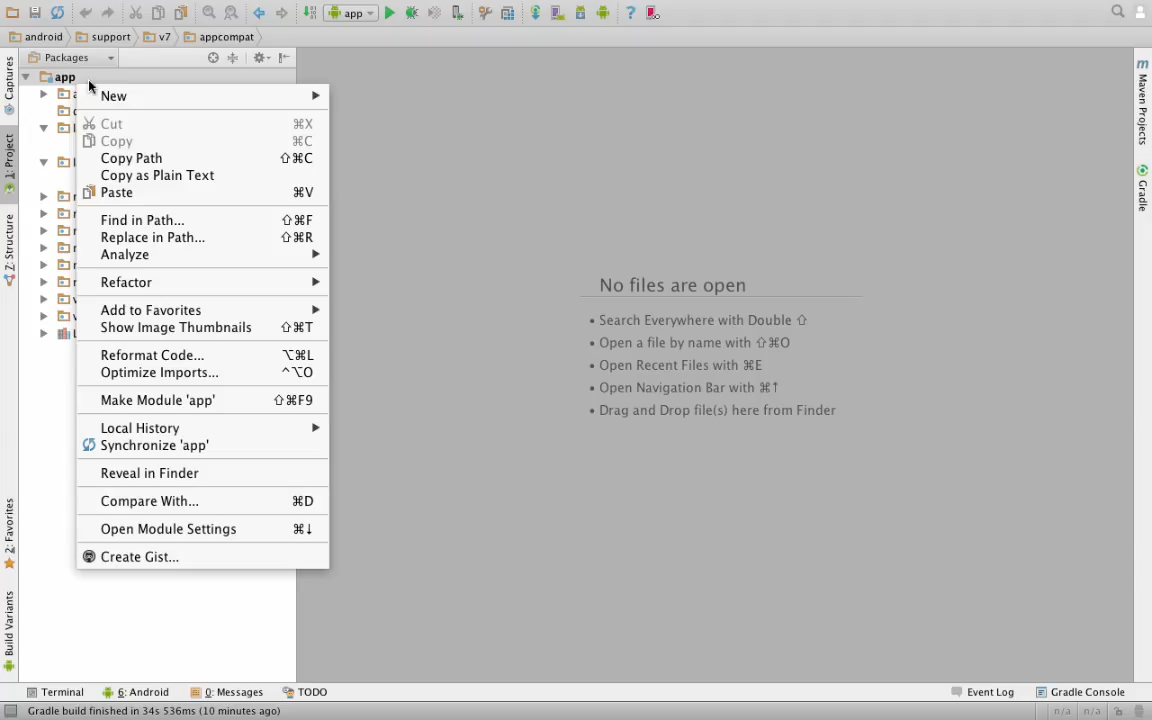 app
android
support
v7
appcompat
Packages
app
New
Cut ⌘X
Copy ⌘C
Copy Path ⇧⌘C
Copy as Plain Text
Paste ⌘V
Find in Path... ⇧⌘F
Replace in Path... ⇧⌘R
Analyze
Refactor
Add to Favorites
Show Image Thumbnails ⇧⌘T
Reformat Code... ⌥⌘L
Optimize Imports... ^⌥O
Make Module 'app' ⇧⌘F9
Local History
Synchronize 'app'
Reveal in Finder
Compare With... ⌘D
Open Module Settings ⌘↓
Create Gist...
No files are open
• Search Everywhere with Double ⇧
• Open a file by name with ⇧⌘O
• Open Recent Files with ⌘E
• Open Navigation Bar with ⌘↑
• Drag and Drop file(s) here from Finder
Captures
1: Project
Z: Structure
2: Favorites
Build Variants
m
Maven Projects
Gradle
Terminal
6: Android
0: Messages
TODO
Event Log
Gradle Console
Gradle build finished in 34s 536ms (10 minutes ago)
n/a
n/a